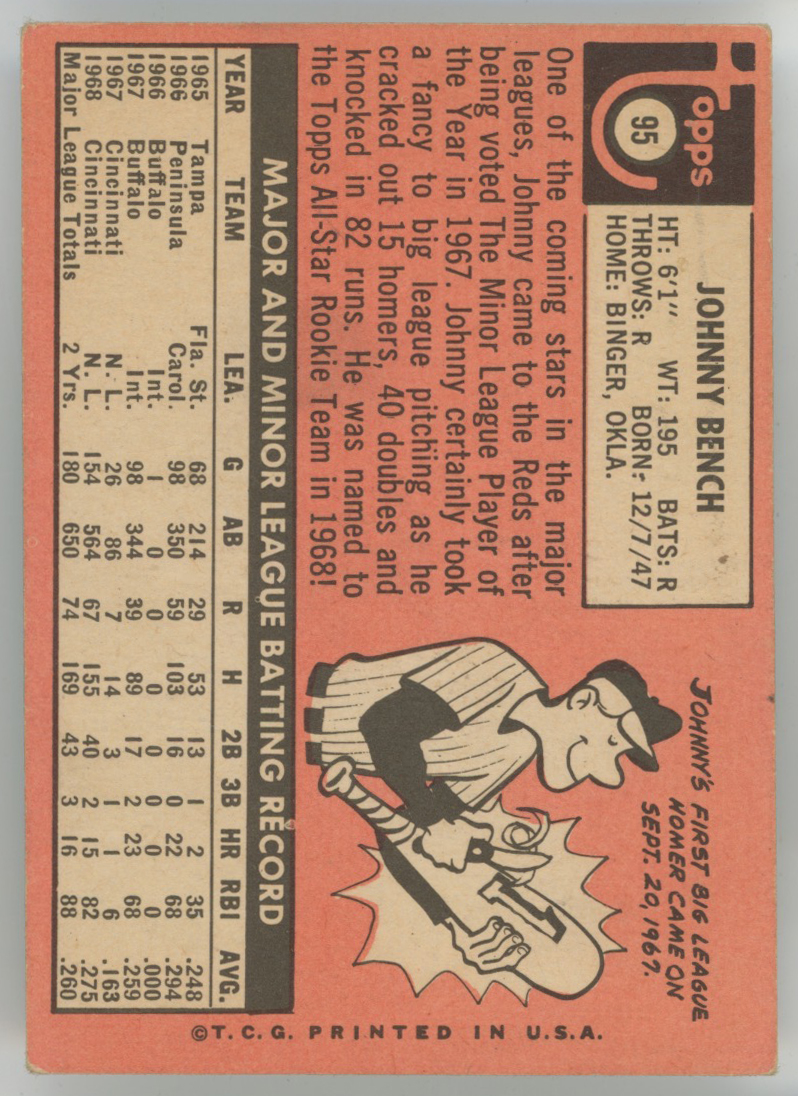 Topps
95
JOHNNY BENCH
HT: 6'1" WT: 195 BATS: R
THROWS: R BORN: 12/7/47
HOME: BINGER, OKLA.
One of the coming stars in the major
leagues, Johnny came to the Reds after
being voted The Minor League Player of
the Year in 1967. Johnny certainly took
a fancy to big league pitching as he
cracked out 15 homers, 40 doubles and
knocked in 82 runs. He was named to
the Topps All-Star Rookie Team in 1968!
JOHNNY'S FIRST BIG LEAGUE
HOMER CAME ON
SEPT. 20, 1967.
1
MAJOR AND MINOR LEAGUE BATTING RECORD
YEAR TEAM LEA. G AB R H 2B 3B HR RBI AVG.
1965 Tampa Fla. St. 68 214 29 53 13 1 2 35 .248
1966 Peninsula Carol. 98 350 59 103 16 0 22 68 .294
1966 Buffalo Int. 1 0 0 0 0 0 0 0 .000
1967 Buffalo Int. 98 344 39 89 17 2 23 68 .259
1967 Cincinnati N. L. 26 86 7 14 3 1 1 6 .163
1968 Cincinnati N. L. 154 564 67 155 40 2 15 82 .275
Major League Totals 2 Yrs. 180 650 74 169 43 3 16 88 .260
©T. C. G. PRINTED IN U.S.A.